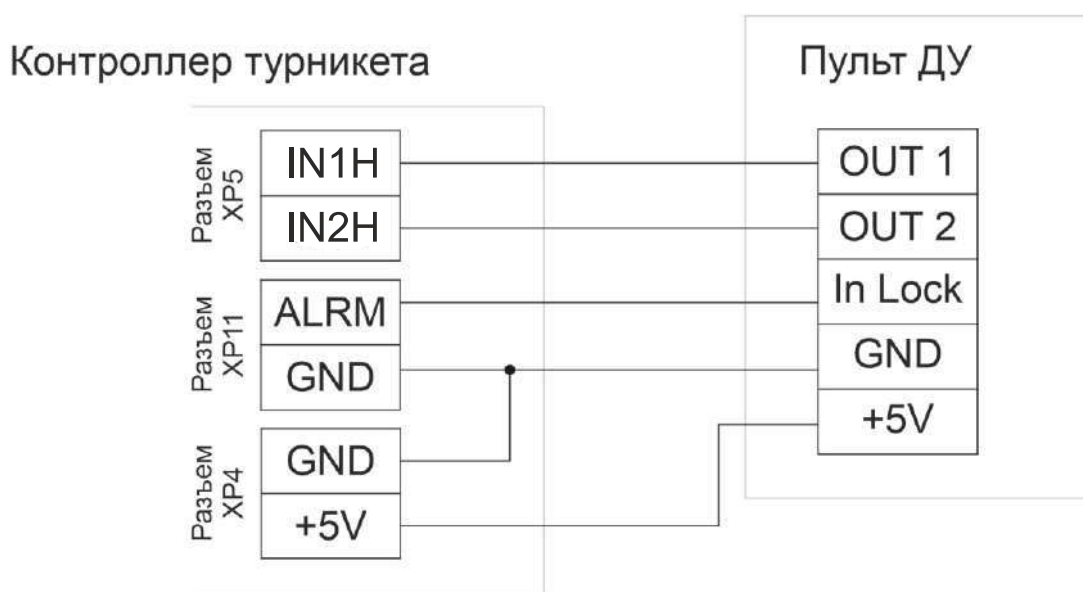 Контроллер турникета
Пульт ДУ
Разъем
XP5
IN1H
IN2H
Разъем
XP11
ALRM
GND
Разъем
XP4
GND
+5V
OUT 1
OUT 2
In Lock
GND
+5V